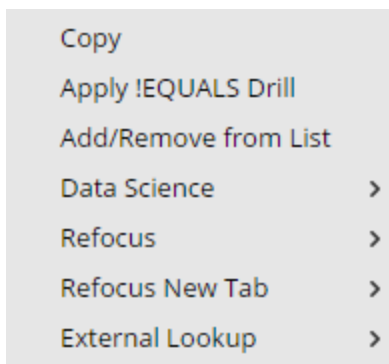 Copy
Apply !EQUALS Drill
Add/Remove from List
Data Science
Refocus
Refocus New Tab
External Lookup